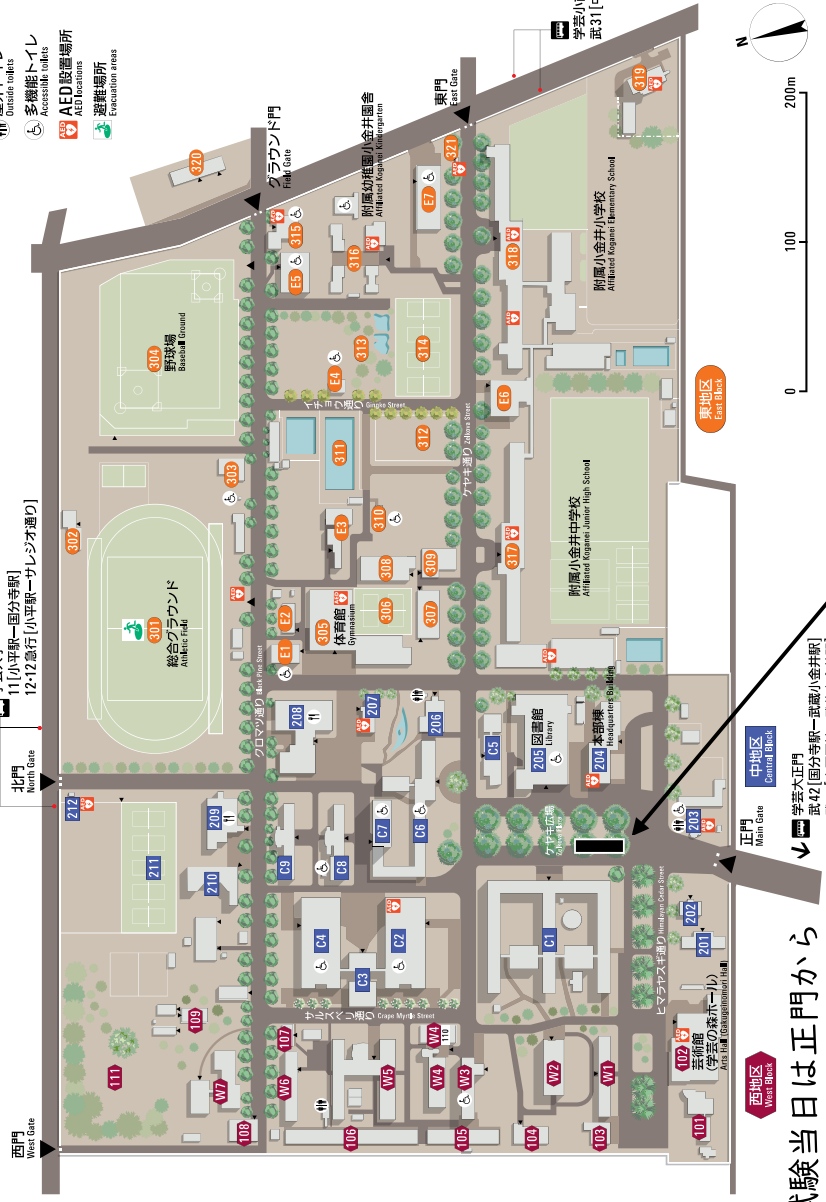 Outside toilets
多機能トイレ
Accessible toilets
AED設置場所
AED locations
避難場所
Evacuation areas
N
0
100
200m
11[小平駅ー国分寺駅]
12・12急行[小平駅ーサレジオ通り]
北門
North Gate
西門
West Gate
グラウンド門
Field Gate
東門
East Gate
正門
Main Gate
320
304
野球場
Baseball Ground
302
303
301
総合グラウンド
Athletic Field
AED
212
211
209
210
109
111
W7
108
クロマツ通り Black Pine Street
315
E5
316
附属幼稚園小金井園舎
Affiliated Koganei Kindergarten
E7
321
313
314
E4
イチョウ通り Gingko Street
311
312
E3
310
308
309
E2
E1
305
体育館
Gymnasium
306
307
208
207
206
C9
C8
C7
C6
C4
C3
C2
サルスベリ通り Crape Myrtle Street
107
W6
W5
W4
W4
110
W3
106
105
ケヤキ通り Zelkova Street
319
318
附属小金井小学校
Affiliated Koganei Elementary School
E6
317
附属小金井中学校
Affiliated Koganei Junior High School
東地区
East Block
C5
205
図書館
Library
204
本部棟
Headquarters Building
ケヤキ広場
203
C1
ヒマラヤスギ通り Himalayan Cedar Street
202
201
中地区
Central Block
W2
W1
104
103
102
芸術館
(学芸の森ホール)
Arts Hall (Gakugeinomori Hall)
101
西地区
West Block
学芸大正門
武42[国分寺駅ー武蔵小金井駅]
験当日は正門から